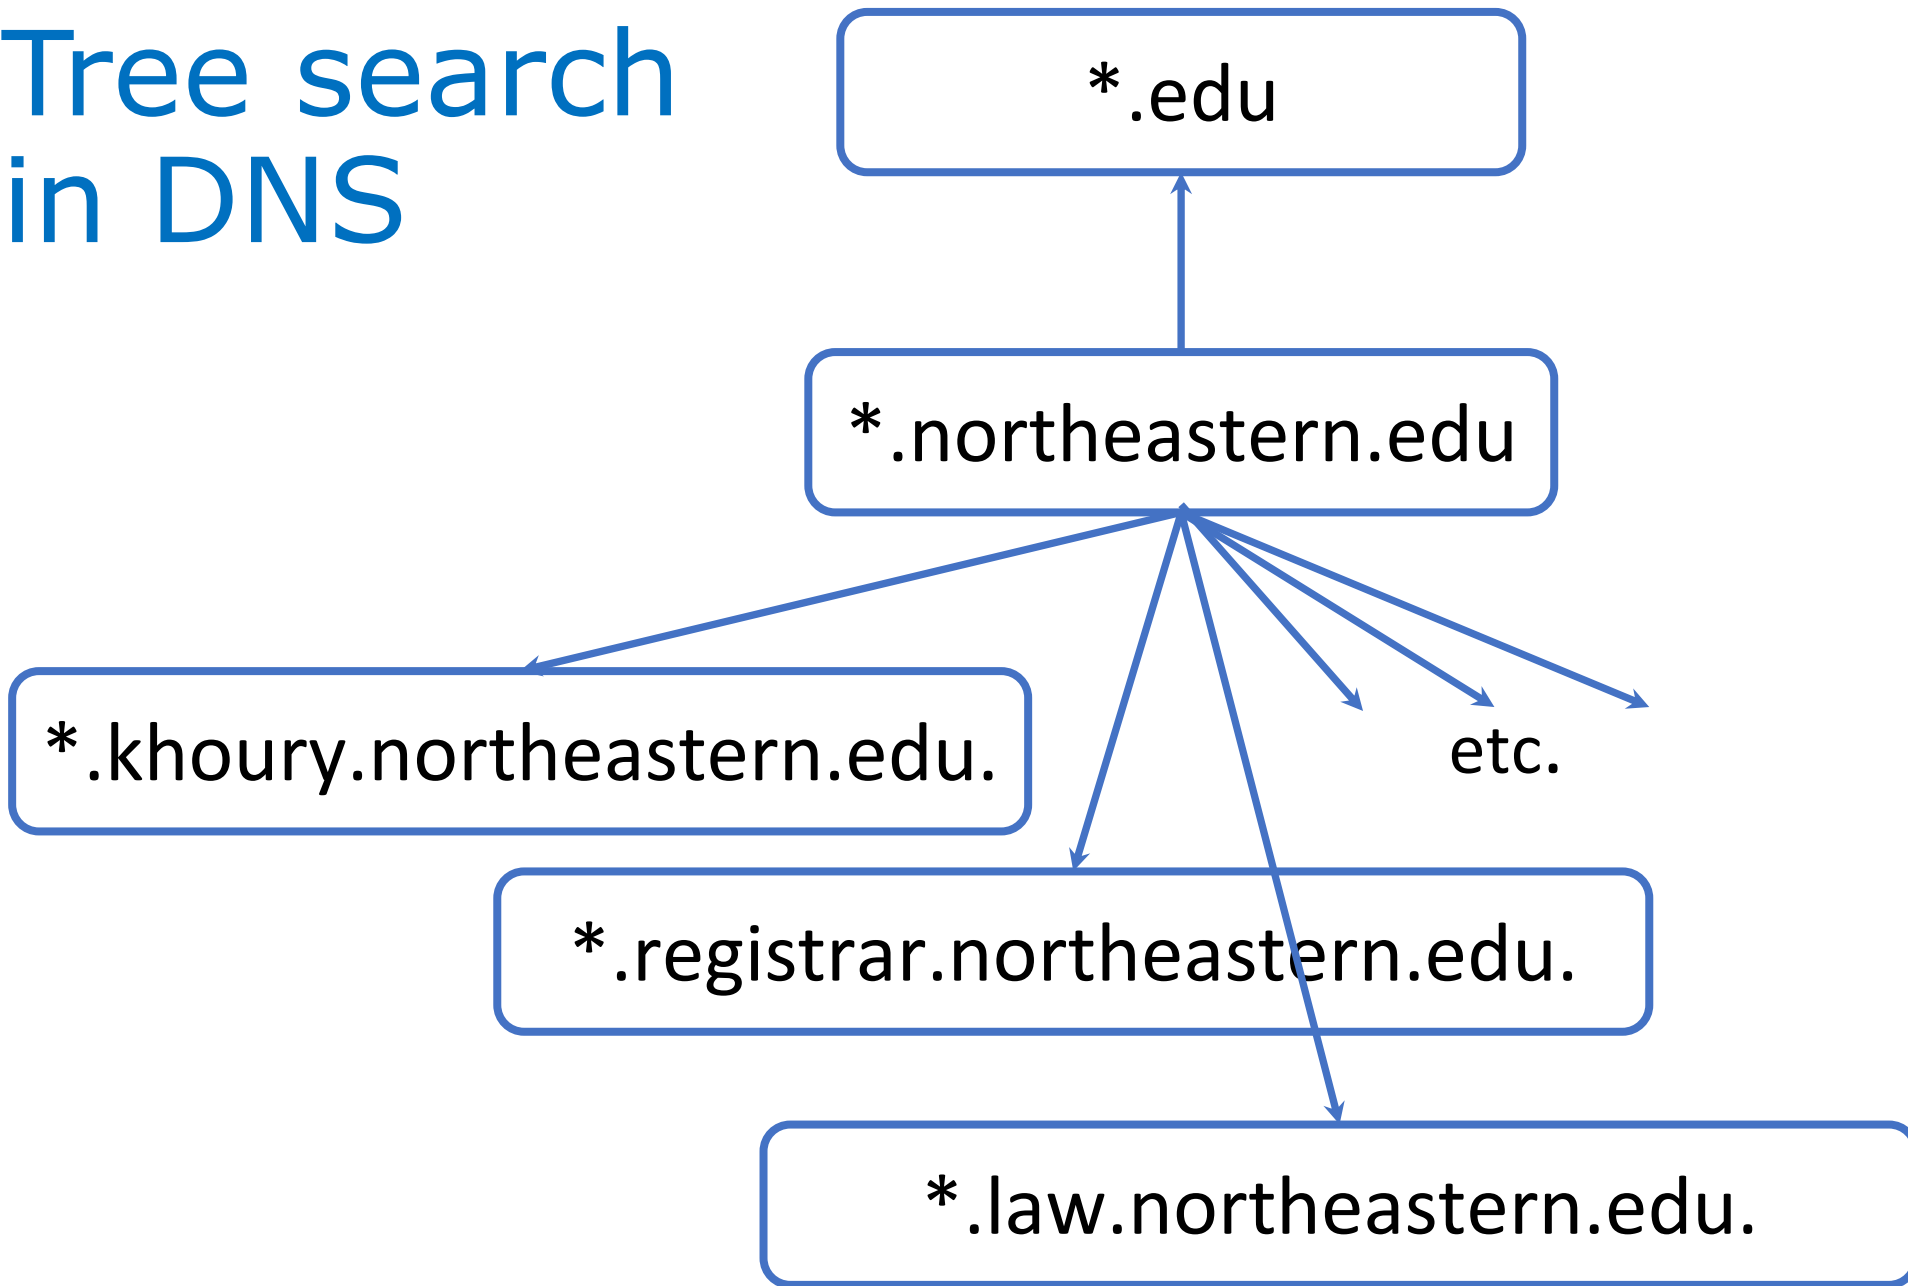 Tree search
in DNS
*.edu
*.northeastern.edu
*.khoury.northeastern.edu.
etc.
*.registrar.northeastern.edu.
*.law.northeastern.edu.